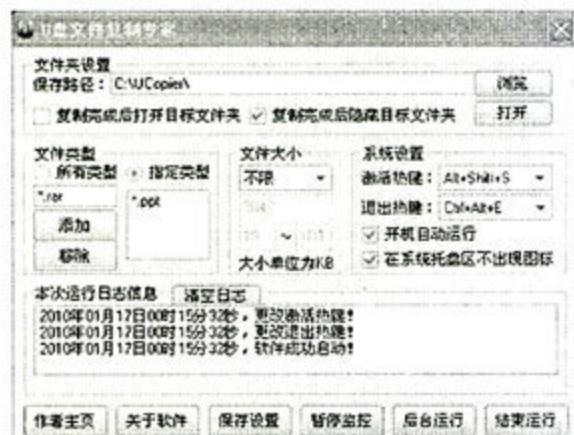 U盘文件复制专家
文件夹设置
保存路径： C:\UCopier\ 浏览
复制完成后打开目标文件夹 复制完成后隐藏目标文件夹 打开
文件类型 文件大小 系统设置
所有类型 指定类型 不限 激活热键： Alt+Shift+S
*.ppt 退出热键： Ctrl+Alt+E
添加 ~ 开机自动运行
移除 大小单位为KB 在系统托盘区不出现图标
本次运行日志信息 清空日志
2010年01月17日00时15分32秒，更改激活热键!
2010年01月17日00时15分32秒，更改退出热键!
2010年01月17日00时15分32秒，软件成功启动!
作者主页 关于软件 保存设置 暂停监控 后台运行 结束运行